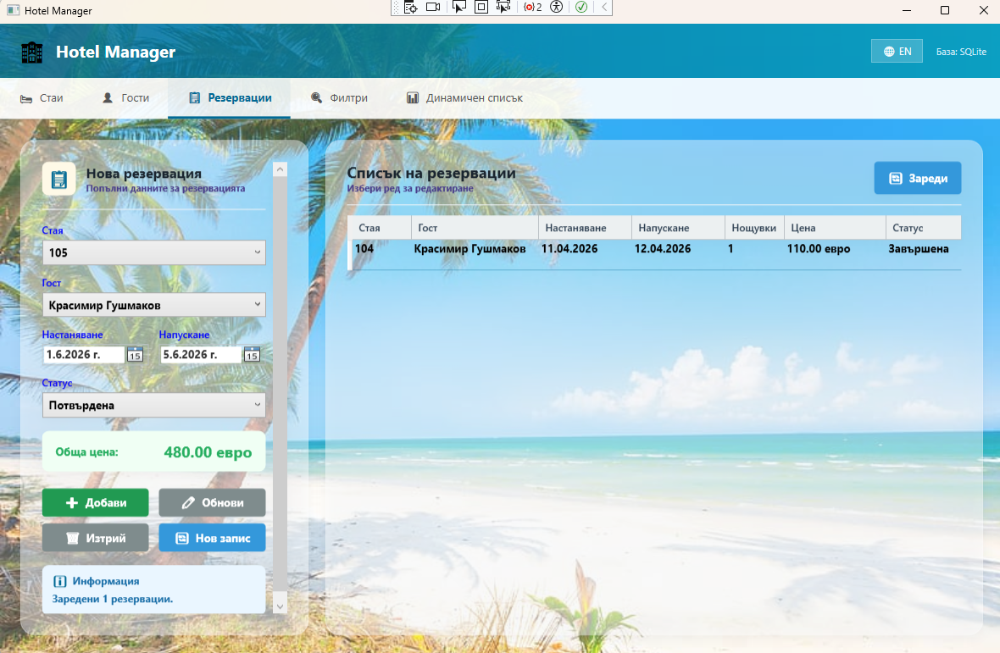 Hotel Manager
2
Hotel Manager
EN
База: SQLite
Стаи
Гости
Резервации
Филтри
Динамичен списък
Нова резервация
Попълни данните за резервацията
Стая
105
Гост
Красимир Гушмаков
Настаняване
Напускане
1.6.2026 г.
15
5.6.2026 г.
15
Статус
Потвърдена
Обща цена:
480.00 евро
Добави
Обнови
Изтрий
Нов запис
Информация
Заредени 1 резервации.
Списък на резервации
Избери ред за редактиране
Зареди
Стая Гост Настаняване Напускане Нощувки Цена Статус
104 Красимир Гушмаков 11.04.2026 12.04.2026 1 110.00 евро Завършена